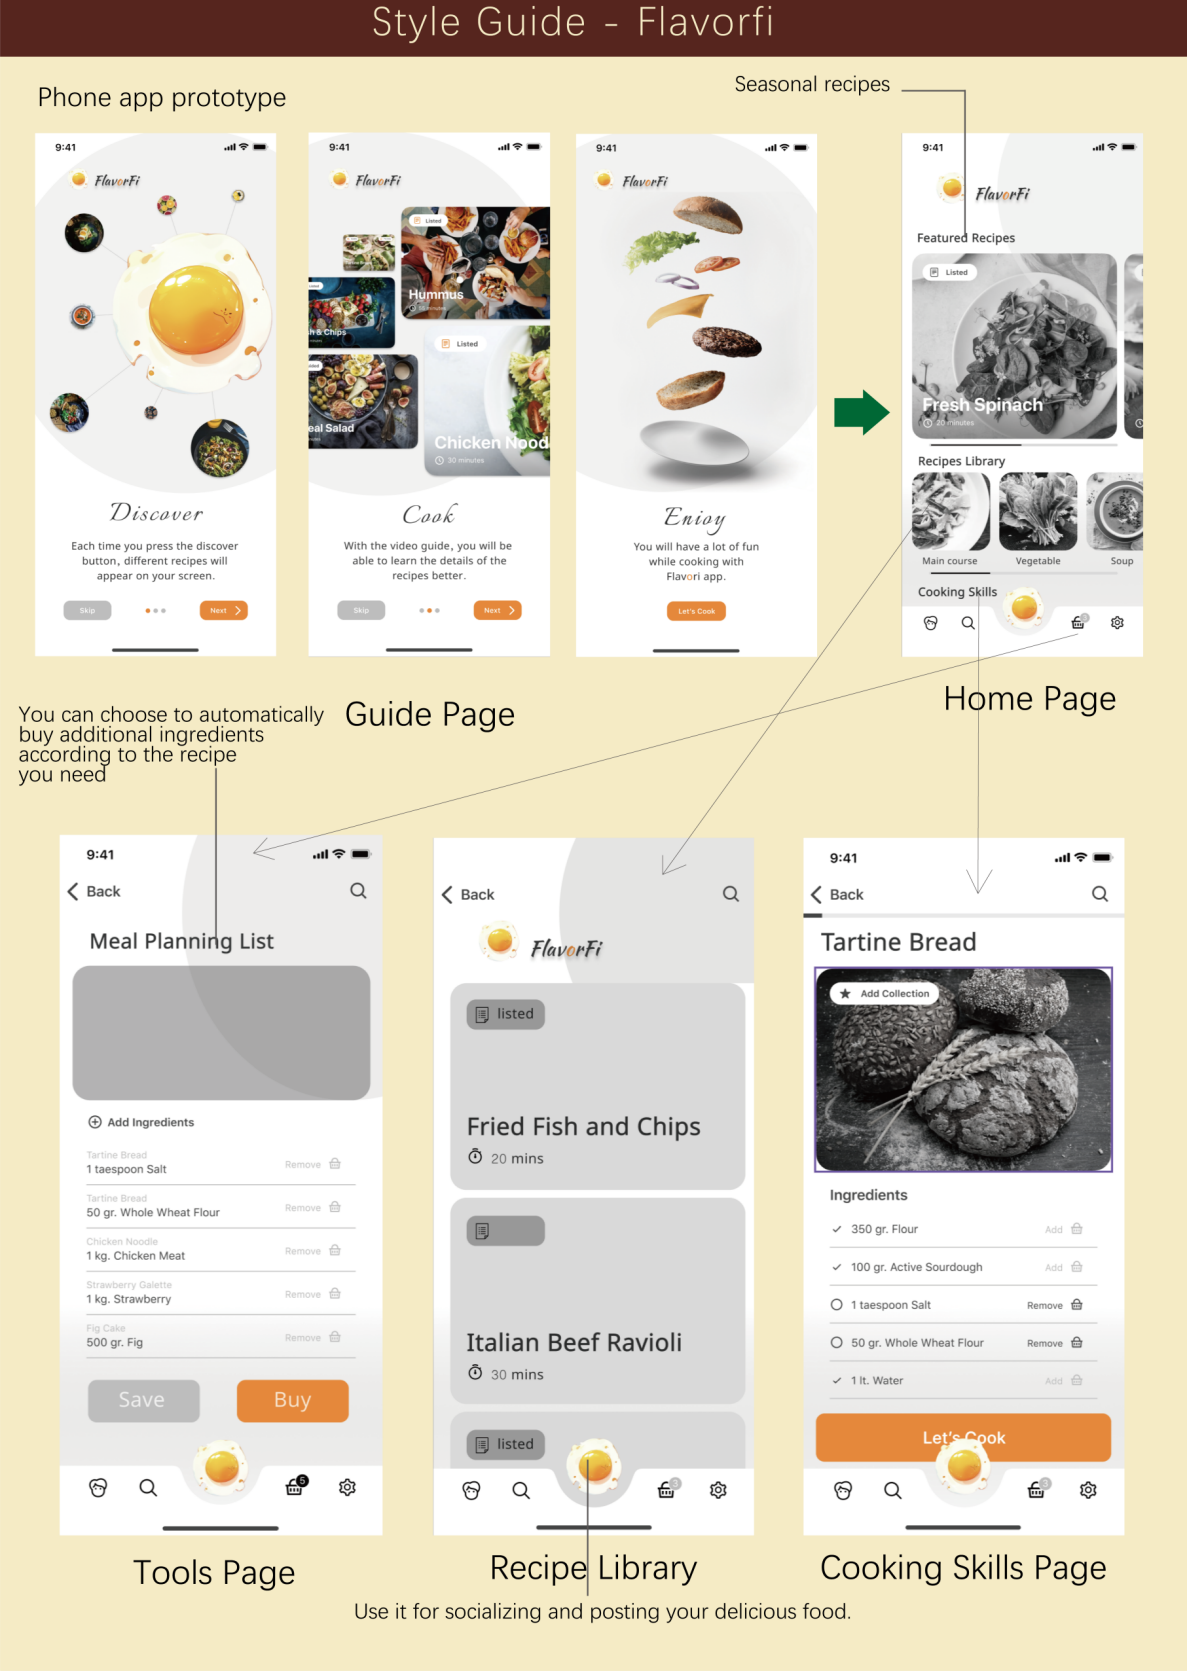 Style Guide - Flavorfi
Phone app prototype
Seasonal recipes
9:41
FlavorFi
Discover
Each time you press the discover
button, different recipes will
appear on your screen.
Skip
Next
9:41
FlavorFi
Listed
Hummus
h & Chips
Listed
eal Salad
Chicken Nood
30 minutes
Cook
With the video guide, you will be
able to learn the details of the
recipes better.
Skip
Next
9:41
FlavorFi
Enjoy
You will have a lot of fun
while cooking with
Flavori app.
Let's Cook
9:41
FlavorFi
Featured Recipes
Listed
Fresh Spinach
20 minutes
Recipes Library
Main course
Vegetable
Soup
Cooking Skills
3
Guide Page
Home Page
You can choose to automatically
buy additional ingredients
according to the recipe
you need
9:41
Back
Meal Planning List
Add Ingredients
Tartine Bread
1 taespoon Salt
Remove
Tartine Bread
50 gr. Whole Wheat Flour
Remove
Chicken Noodle
1 kg. Chicken Meat
Remove
Strawberry Galette
1 kg. Strawberry
Remove
Fig Cake
500 gr. Fig
Remove
Save
Buy
5
Tools Page
Back
FlavorFi
listed
Fried Fish and Chips
20 mins
Italian Beef Ravioli
30 mins
listed
3
Recipe Library
9:41
Back
Tartine Bread
Add Collection
Ingredients
350 gr. Flour
Add
100 gr. Active Sourdough
Add
1 taespoon Salt
Remove
50 gr. Whole Wheat Flour
Remove
1 lt. Water
Add
Let's Cook
3
Cooking Skills Page
Use it for socializing and posting your delicious food.